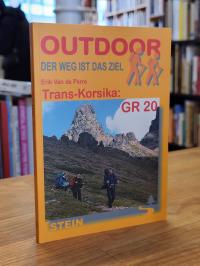 OUTDOOR
DER WEG IST DAS ZIEL
Erik Van de Perre
Trans-Korsika:
GR 20
STEIN